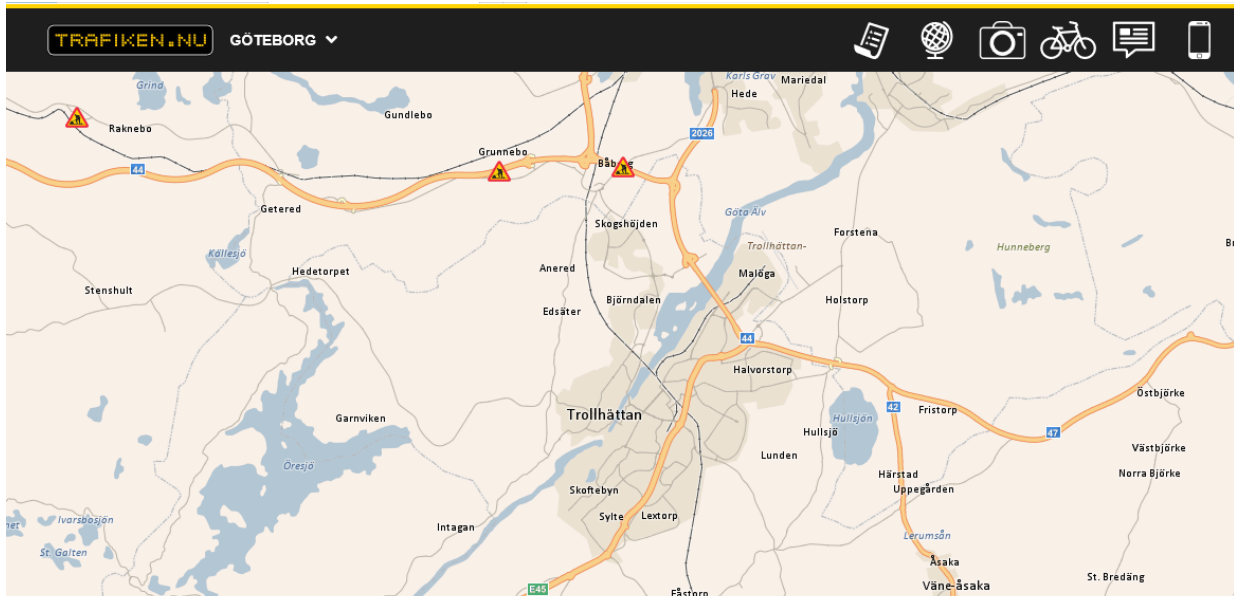 TRAFIKEN.NU
GÖTEBORG
Karls Grav
Mariedal
Grind
Hede
Gundlebo
Raknebo
2026
Grunnebo
44
Getered
Göta Älv
Skogshöjden
Forstena
Trollhättan-
Hunneberg
Källesjö
Hedetorpet
Anered
Malöga
Stenshult
Björndalen
Holstorp
Edsäter
44
Halvorstorp
Östbjörke
42
Fristorp
Trollhättan
Garnviken
Hullsjön
Hullsjö
47
Västbjörke
Lunden
Öresjö
Härstad
Norra Björke
Uppegården
Skoftebyn
Sylte
Lextorp
Ivarsbosjön
Intagan
Lerumsån
St. Galten
Åsaka
St. Bredäng
E45
Väne-åsaka
Fåstorp